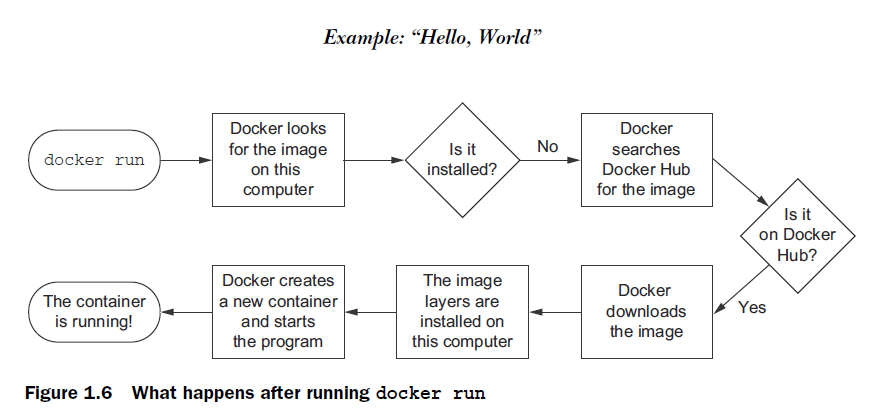 Example: “Hello, World”
docker run
Docker looks
for the image
on this
computer
Is it
installed?
No
Docker
searches
Docker Hub
for the image
Is it
on Docker
Hub?
Yes
Docker
downloads
the image
The image
layers are
installed on
this computer
Docker creates
a new container
and starts
the program
The container
is running!
Figure 1.6 What happens after running docker run